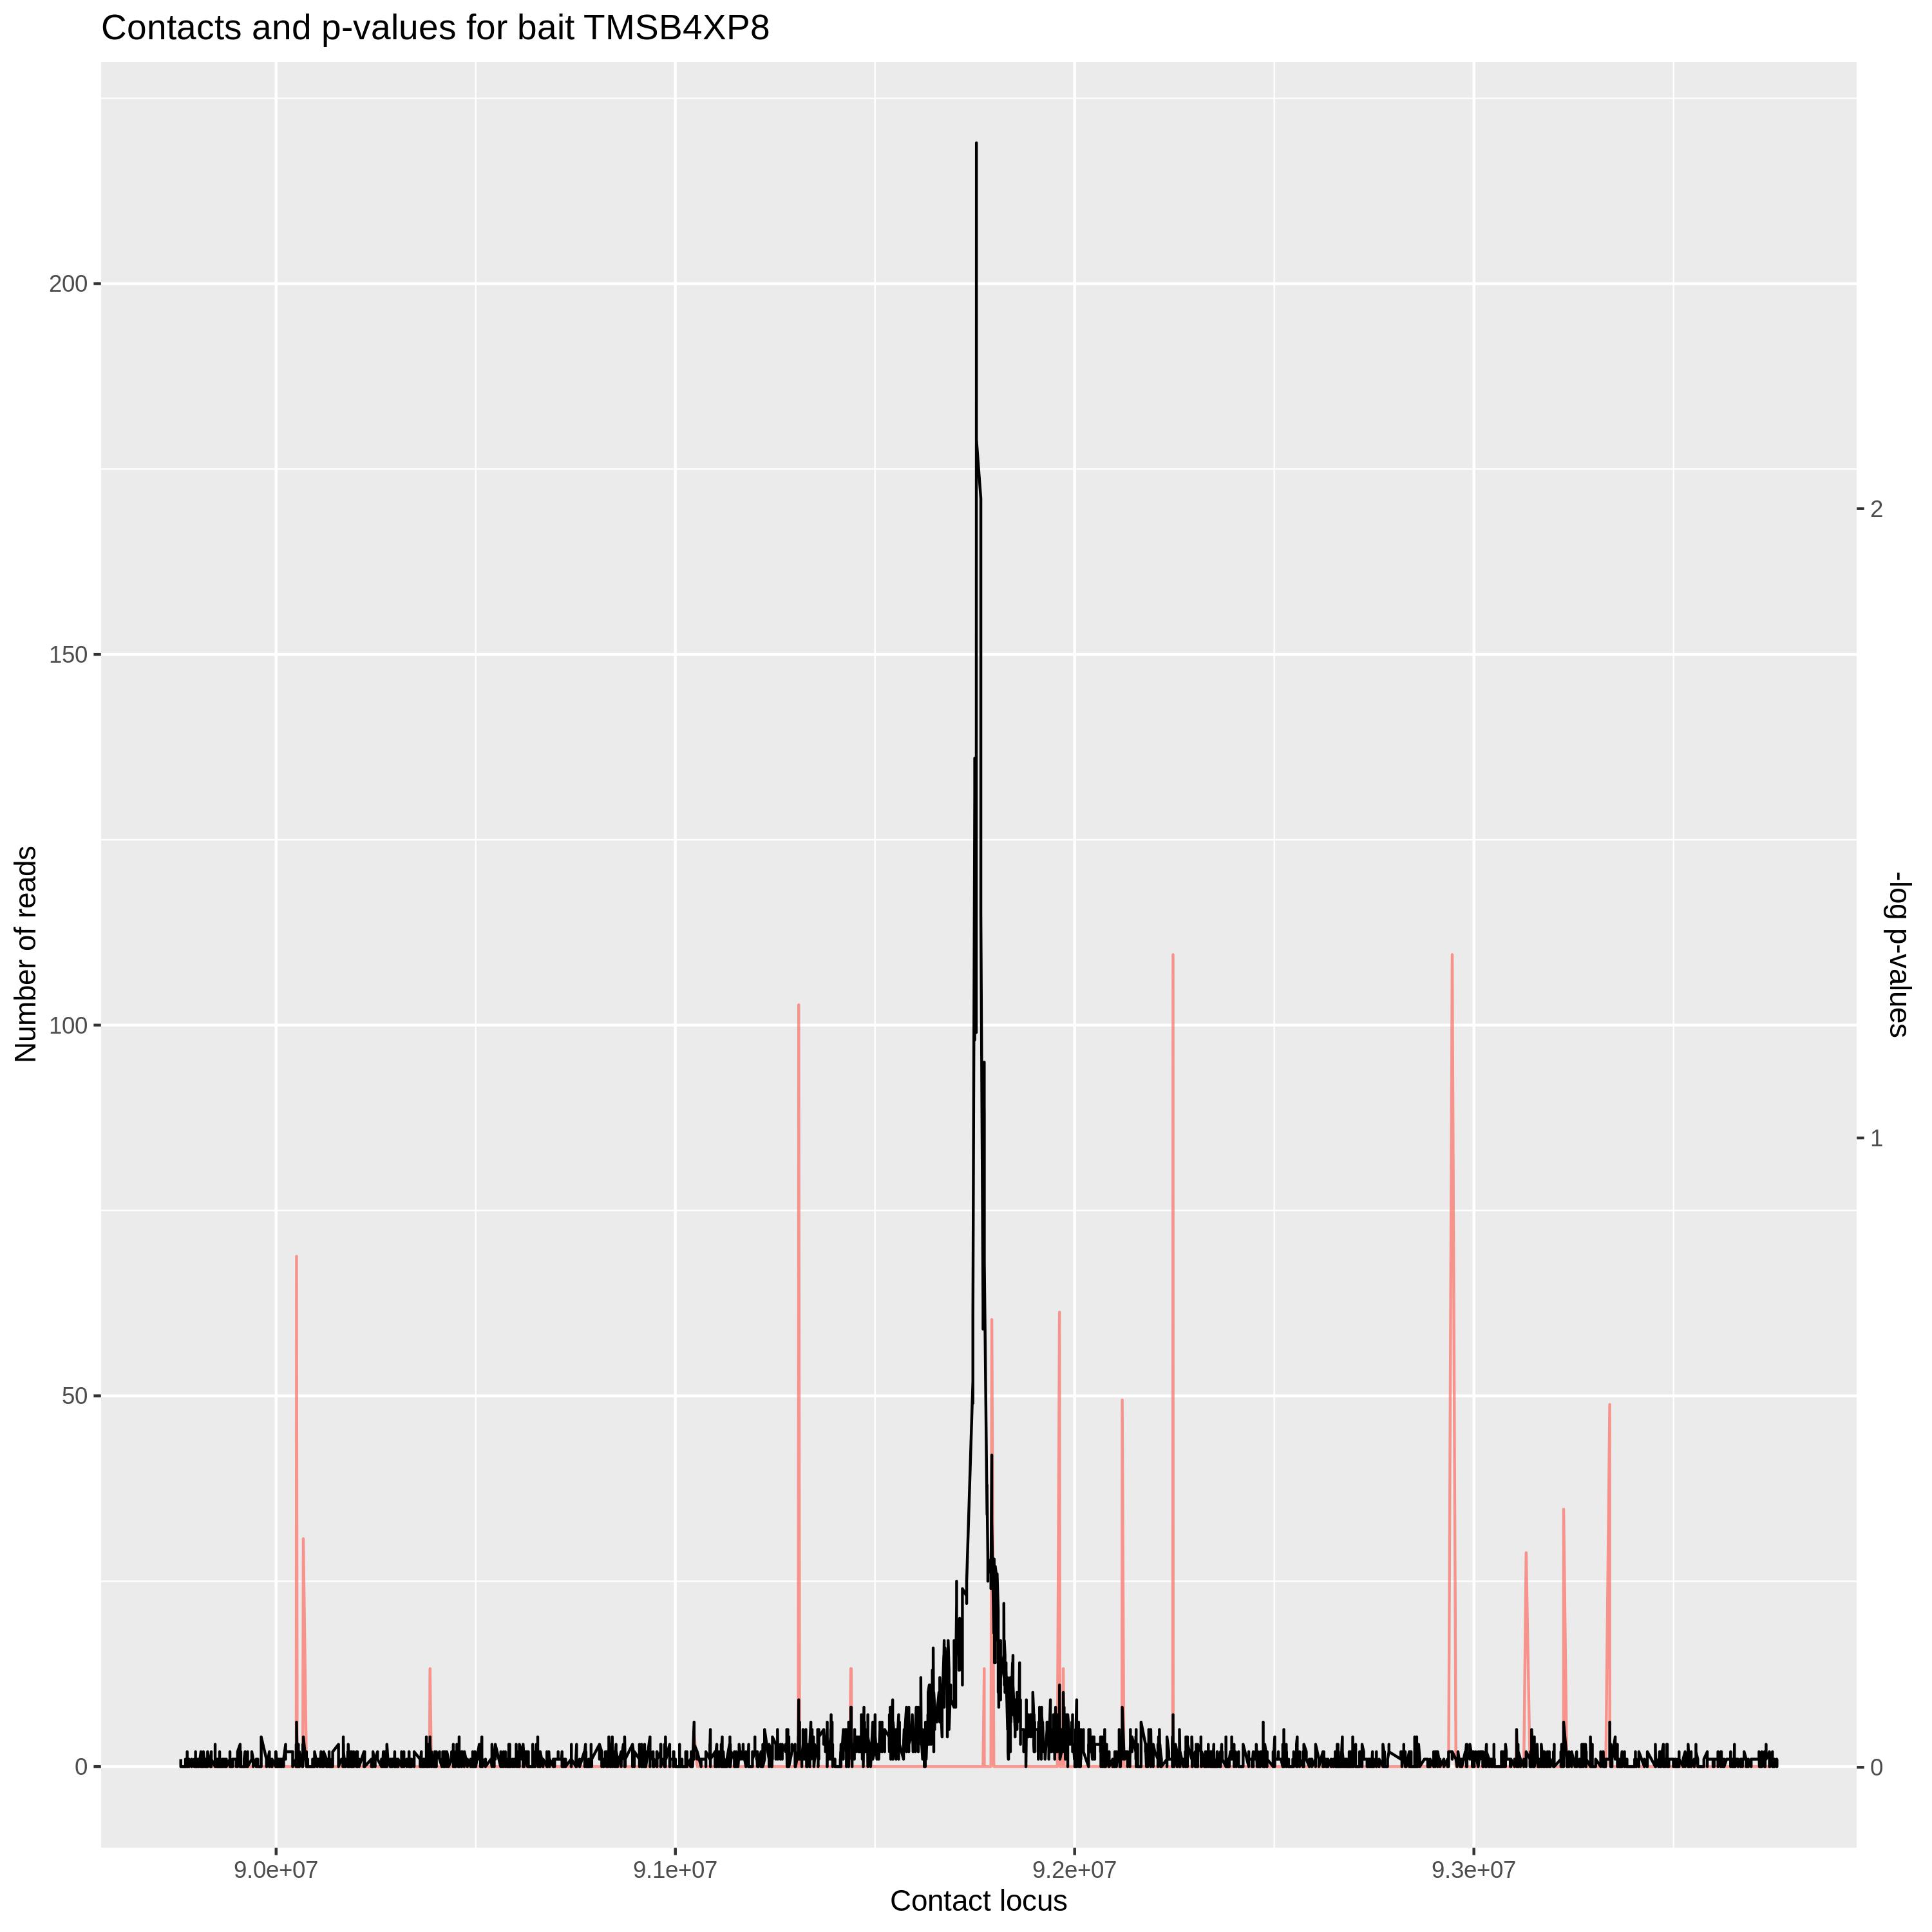 Contacts and p-values for bait TMSB4XP8
200
150
100
50
0
Number of reads
2
1
0
-log p-values
9.0e+07
9.1e+07
9.2e+07
9.3e+07
Contact locus